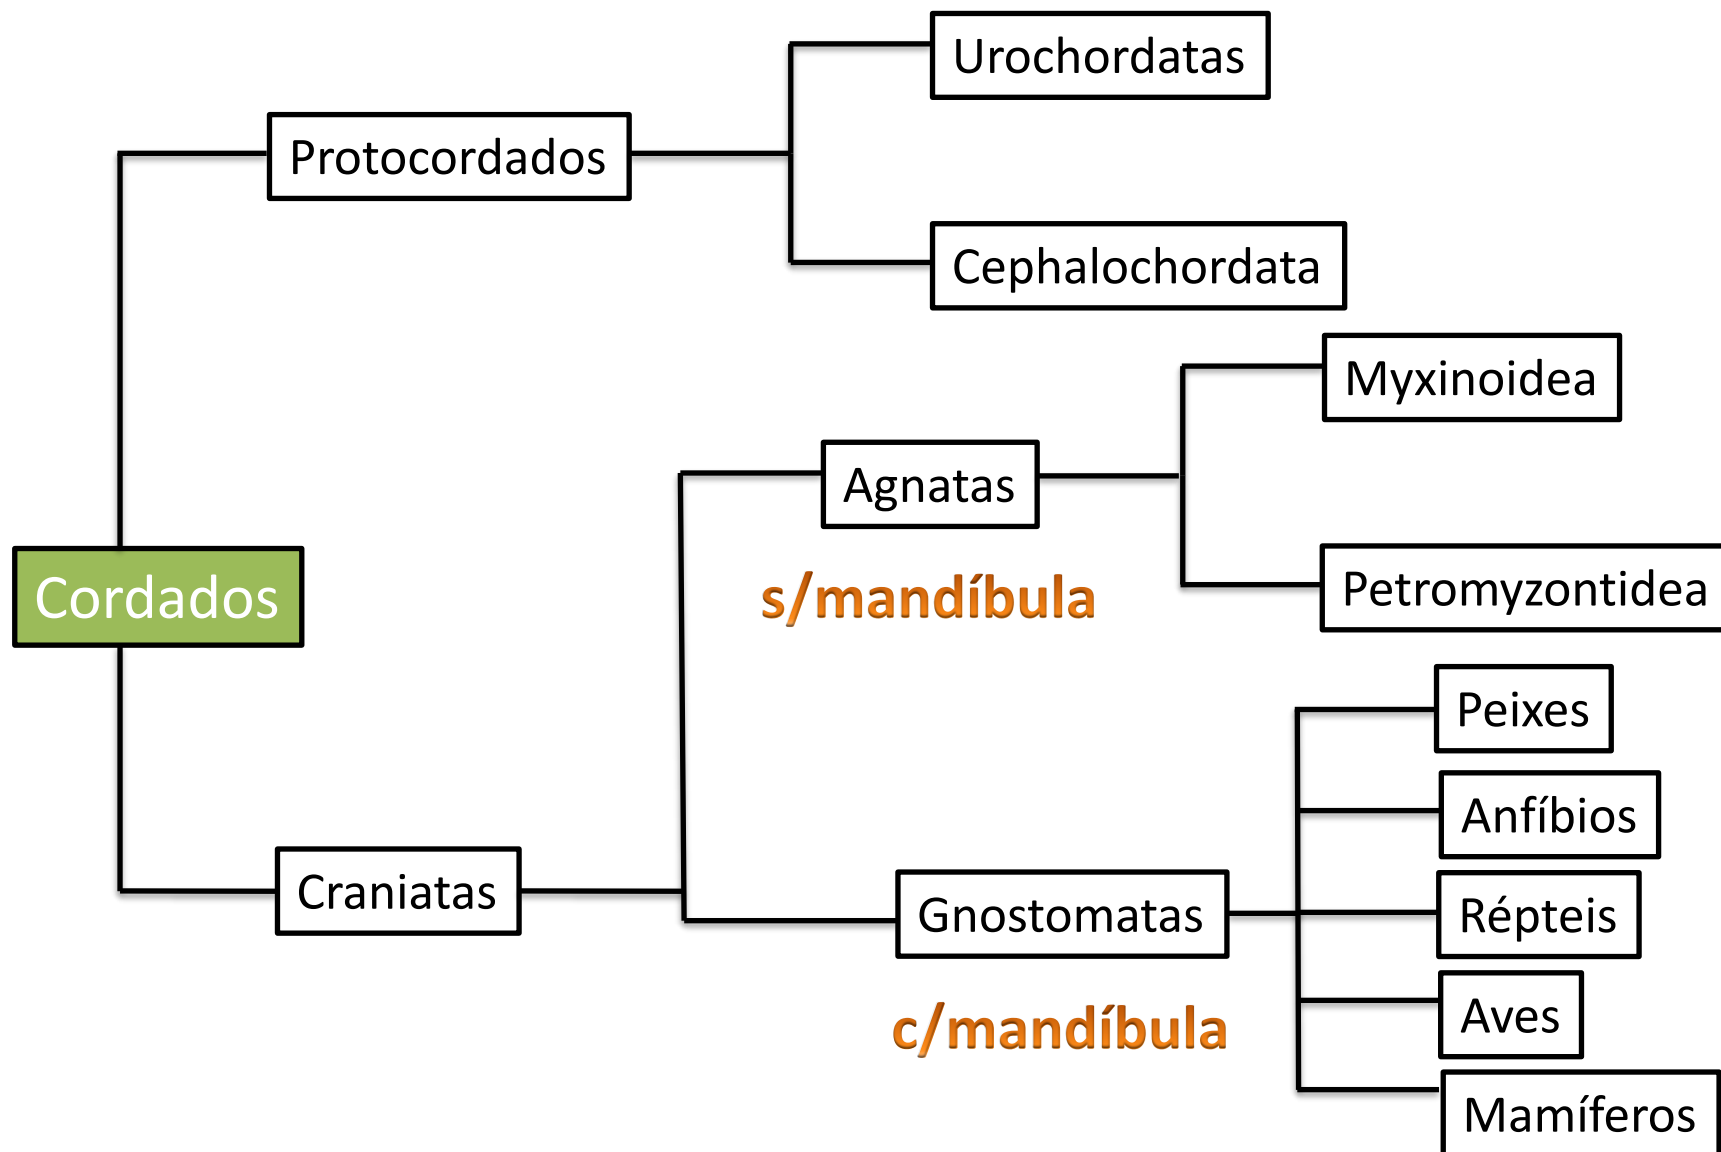 Urochordatas
Protocordados
Cephalochordata
Myxinoidea
Agnatas
Cordados
s/mandíbula
Petromyzontidea
Peixes
Anfíbios
Craniatas
Gnostomatas
Répteis
c/mandíbula
Aves
Mamíferos